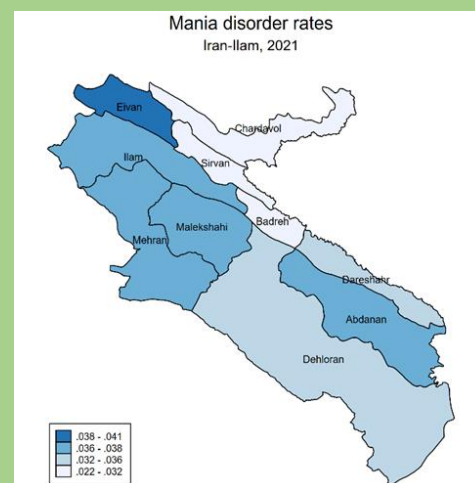 Mania disorder rates
Iran-Ilam, 2021
Eivan
Chardavol
Ilam
Sirvan
Badreh
Malekshahi
Mehran
Dareshahr
Abdanan
Dehloran
.038 - .041
.036 - .038
.032 - .036
.022 - .032